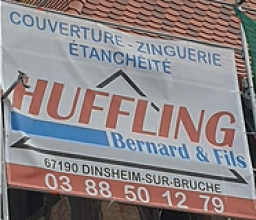 COUVERTURE - ZINGUERIE
ÉTANCHÉITÉ
HUFFLING
Bernard & Fils
67190 DINSHEIM-SUR-BRUCHE
03 88 50 12 79